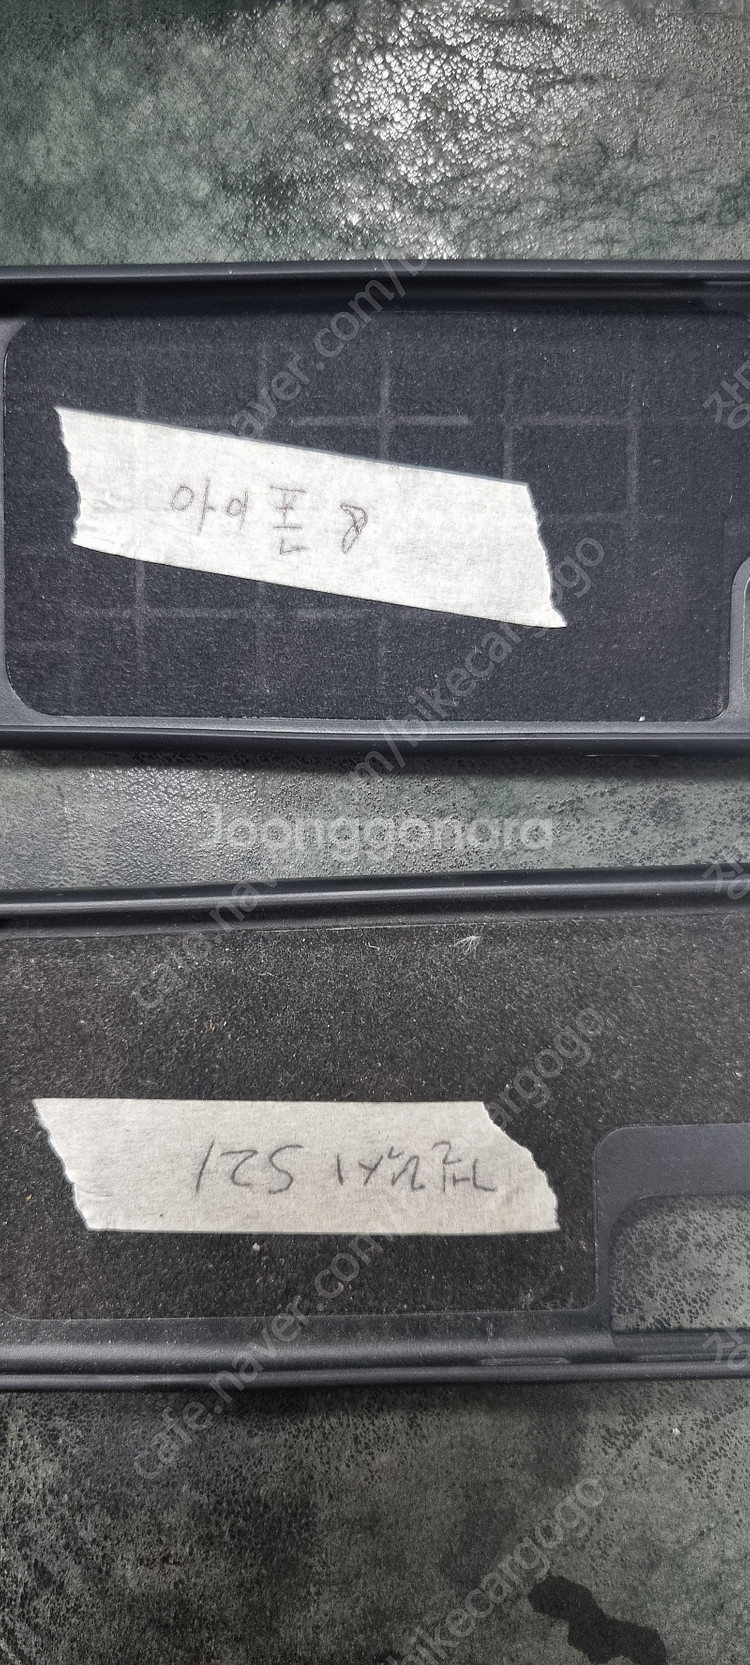 아이폰 8
Joonggonara
갤럭시 S21
cafe.naver.com/bikecargogo